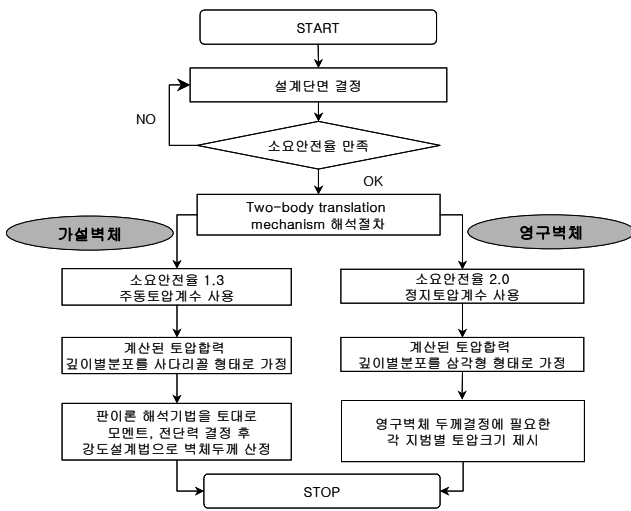 START
설계단면 결정
NO
소요안전율 만족
OK
Two-body translation
mechanism 해석절차
가설벽체
영구벽체
소요안전율 1.3
주동토압계수 사용
소요안전율 2.0
정지토압계수 사용
계산된 토압합력
깊이별분포를 사다리꼴 형태로 가정
계산된 토압합력
깊이별분포를 삼각형 형태로 가정
판이론 해석기법을 토대로
모멘트, 전단력 결정 후
강도설계법으로 벽체두께 산정
영구벽체 두께결정에 필요한
각 지범별 토압크기 제시
STOP